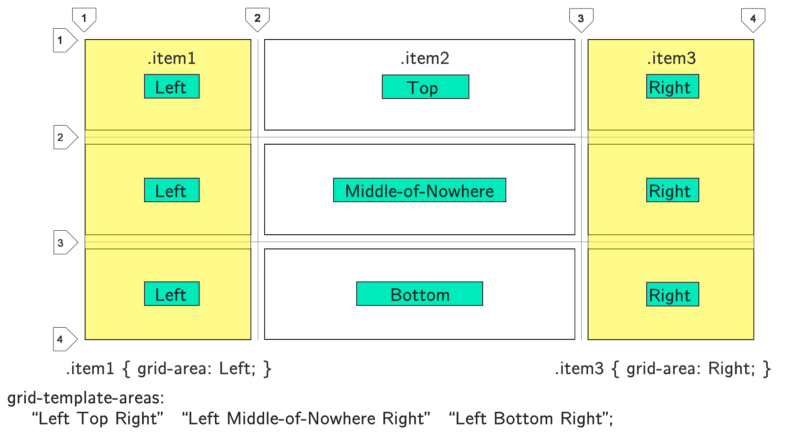 1 2 3 4
1
.item1 .item2 .item3
Left Top Right
2
Left Middle-of-Nowhere Right
3
Left Bottom Right
4
.item1 { grid-area: Left; } .item3 { grid-area: Right; }
grid-template-areas:
“Left Top Right” “Left Middle-of-Nowhere Right” “Left Bottom Right”;